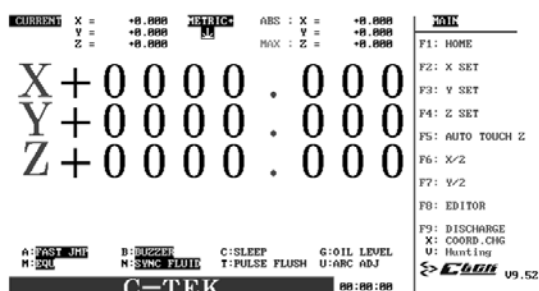 CURRENT X = +0.000 METRIC+ ABS : X = +0.000
Y = +0.000 Y = +0.000
Z = +0.000 MAX : Z = +0.000
X+0000.000
Y+0000.000
Z+0000.000
A:FAST JMP B:BUZZER C:SLEEP G:OIL LEVEL
M:EQU N:SYNC FLUID T:PULSE FLUSH U:ARC ADJ
C-TEK 00:00:00
MAIN
F1: HOME
F2: X SET
F3: Y SET
F4: Z SET
F5: AUTO TOUCH Z
F6: X/2
F7: Y/2
F8: EDITOR
F9: DISCHARGE
X: COORD.CHG
V: Hunting
V9.52